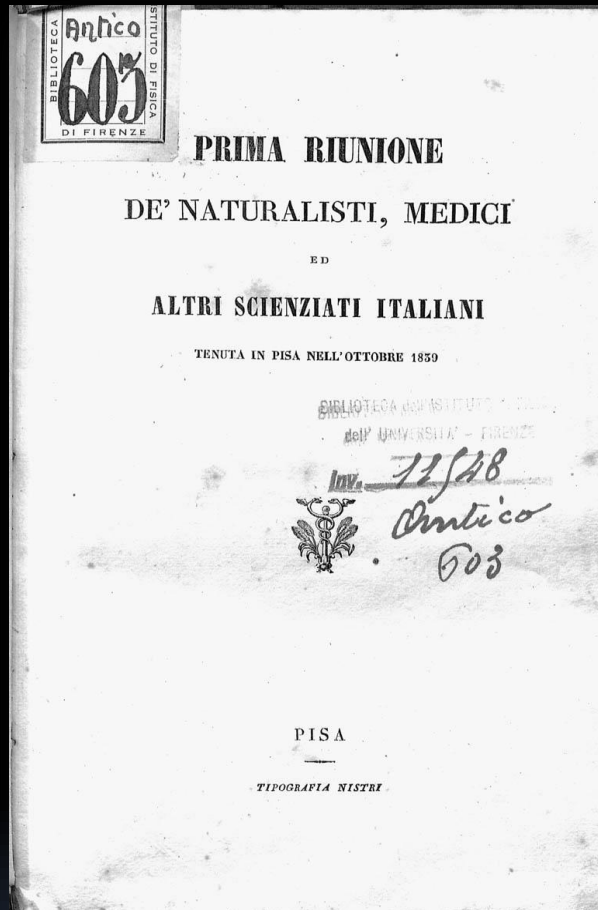 BIBLIOTECA
Antico
ISTITUTO DI FISICA
603
DI FIRENZE
PRIMA RIUNIONE
DE' NATURALISTI, MEDICI
ED
ALTRI SCIENZIATI ITALIANI
TENUTA IN PISA NELL'OTTOBRE 1839
BIBLIOTECA dell'ISTITUTO
dell' UNIVERSITA' - FIRENZE
Inv. 11548
Antico
603
PISA
TIPOGRAFIA NISTRI